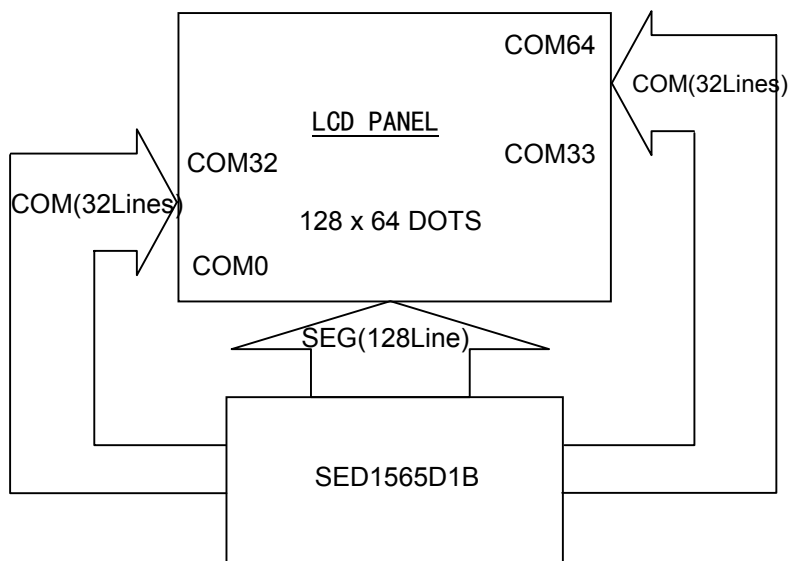 COM64
COM(32Lines)
LCD PANEL
COM32
COM33
COM(32Lines)
128 x 64 DOTS
COM0
SEG(128Line)
SED1565D1B